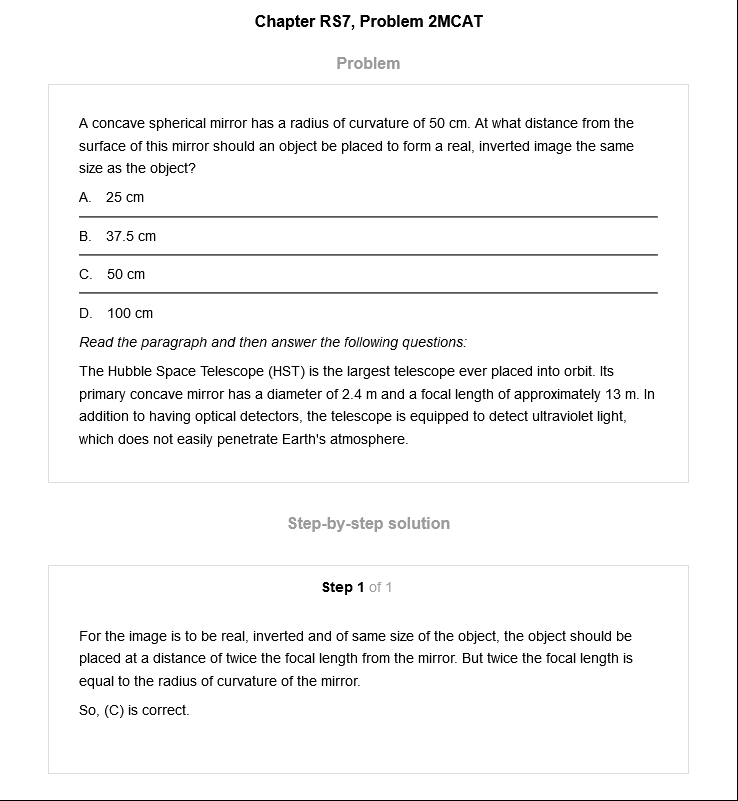 Chapter RS7, Problem 2MCAT
Problem
A concave spherical mirror has a radius of curvature of 50 cm. At what distance from the
surface of this mirror should an object be placed to form a real, inverted image the same
size as the object?
A. 25 cm
B. 37.5 cm
C. 50 cm
D. 100 cm
Read the paragraph and then answer the following questions:
The Hubble Space Telescope (HST) is the largest telescope ever placed into orbit. Its
primary concave mirror has a diameter of 2.4 m and a focal length of approximately 13 m. In
addition to having optical detectors, the telescope is equipped to detect ultraviolet light,
which does not easily penetrate Earth's atmosphere.
Step-by-step solution
Step 1 of 1
For the image is to be real, inverted and of same size of the object, the object should be
placed at a distance of twice the focal length from the mirror. But twice the focal length is
equal to the radius of curvature of the mirror.
So, (C) is correct.